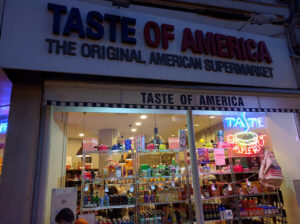 TASTE OF AMERICA
THE ORIGINAL AMERICAN SUPERMARKET
TASTE OF AMERICA
TASTE